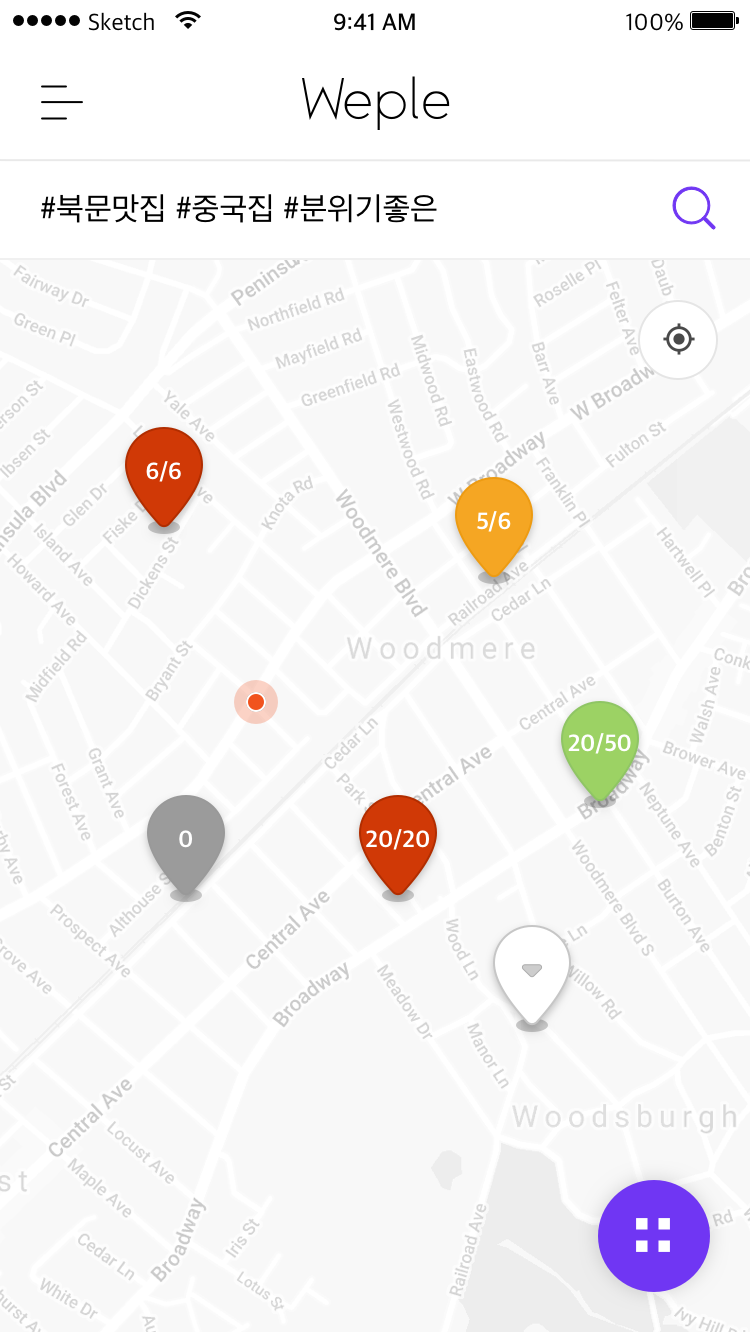 Sketch 9:41 AM 100%
Weple
#북문맛집 #중국집 #분위기좋은
Fairway Dr
Green Pl
Northfield Rd
Mayfield Rd
Greenfield Rd
Roselle Pl
Felter Ave
Midwood Rd
Eastwood Rd
Barr Ave
Westwood Rd
W Broadway
Fulton St
Yale Ave
6/6
Ibsen St
Glen Dr
Knota Rd
Franklin Pl
5/6
Island Ave
Dickens St
Woodmere Blvd
Hartwell Pl
Howard Ave
Railroad Ave
Cedar Ln
Woodmere
Midfield Rd
Bryant St
Central Ave
Walsh Ave
Cedar Ln
20/50
Brower Ave
Grant Ave
Forest Ave
Central Ave
Broadway
Neptune Ave
Benton St
0
20/20
Althouse St
Woodmere Blvd S
Burton Ave
Prospect Ave
Central Ave
Wood Ln
Broadway
Meadow Dr
Willow Rd
Manor Ln
Central Ave
Woodsburgh
Locust Ave
Maple Ave
Broadway
Iris St
Railroad Ave
Cedar Ln
White Dr
Lotus St
Rd